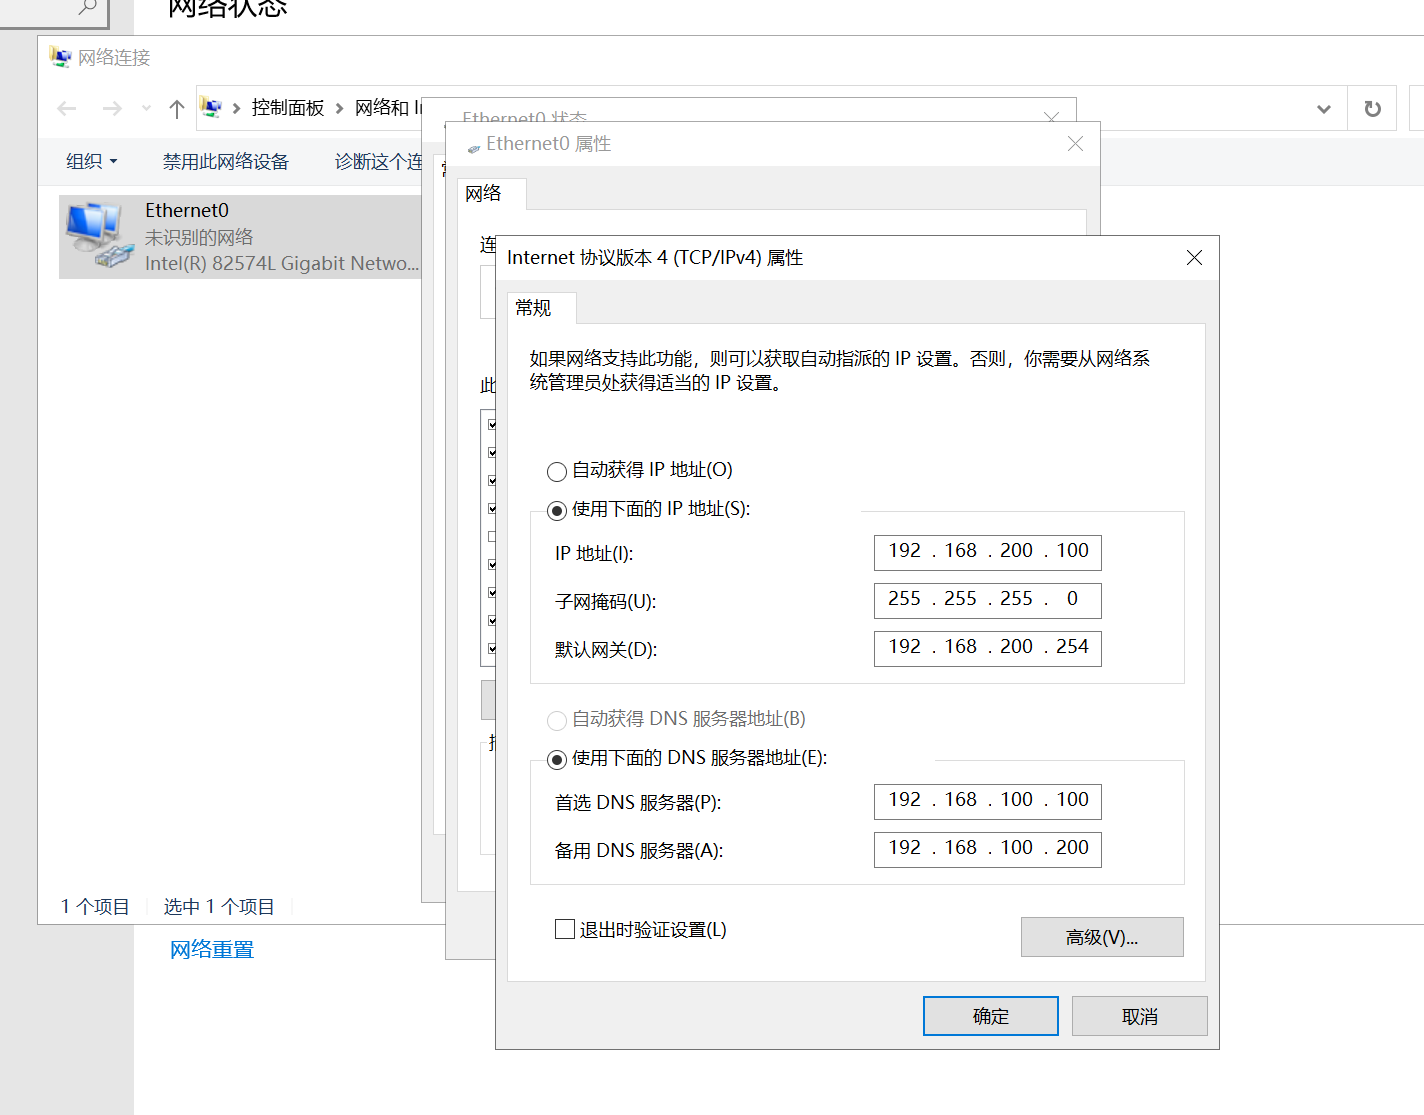 网络状态
网络连接
控制面板
网络和 I
组织
禁用此网络设备
诊断这个连
Ethernet0
未识别的网络
Intel(R) 82574L Gigabit Netwo...
Ethernet0 状态
Ethernet0 属性
网络
连
此
Internet 协议版本 4 (TCP/IPv4) 属性
常规
如果网络支持此功能，则可以获取自动指派的 IP 设置。否则，你需要从网络系
统管理员处获得适当的 IP 设置。
自动获得 IP 地址(O)
使用下面的 IP 地址(S):
IP 地址(I):
192 . 168 . 200 . 100
子网掩码(U):
255 . 255 . 255 . 0
默认网关(D):
192 . 168 . 200 . 254
自动获得 DNS 服务器地址(B)
使用下面的 DNS 服务器地址(E):
首选 DNS 服务器(P):
192 . 168 . 100 . 100
备用 DNS 服务器(A):
192 . 168 . 100 . 200
退出时验证设置(L)
高级(V)...
确定
取消
1 个项目
选中 1 个项目
网络重置